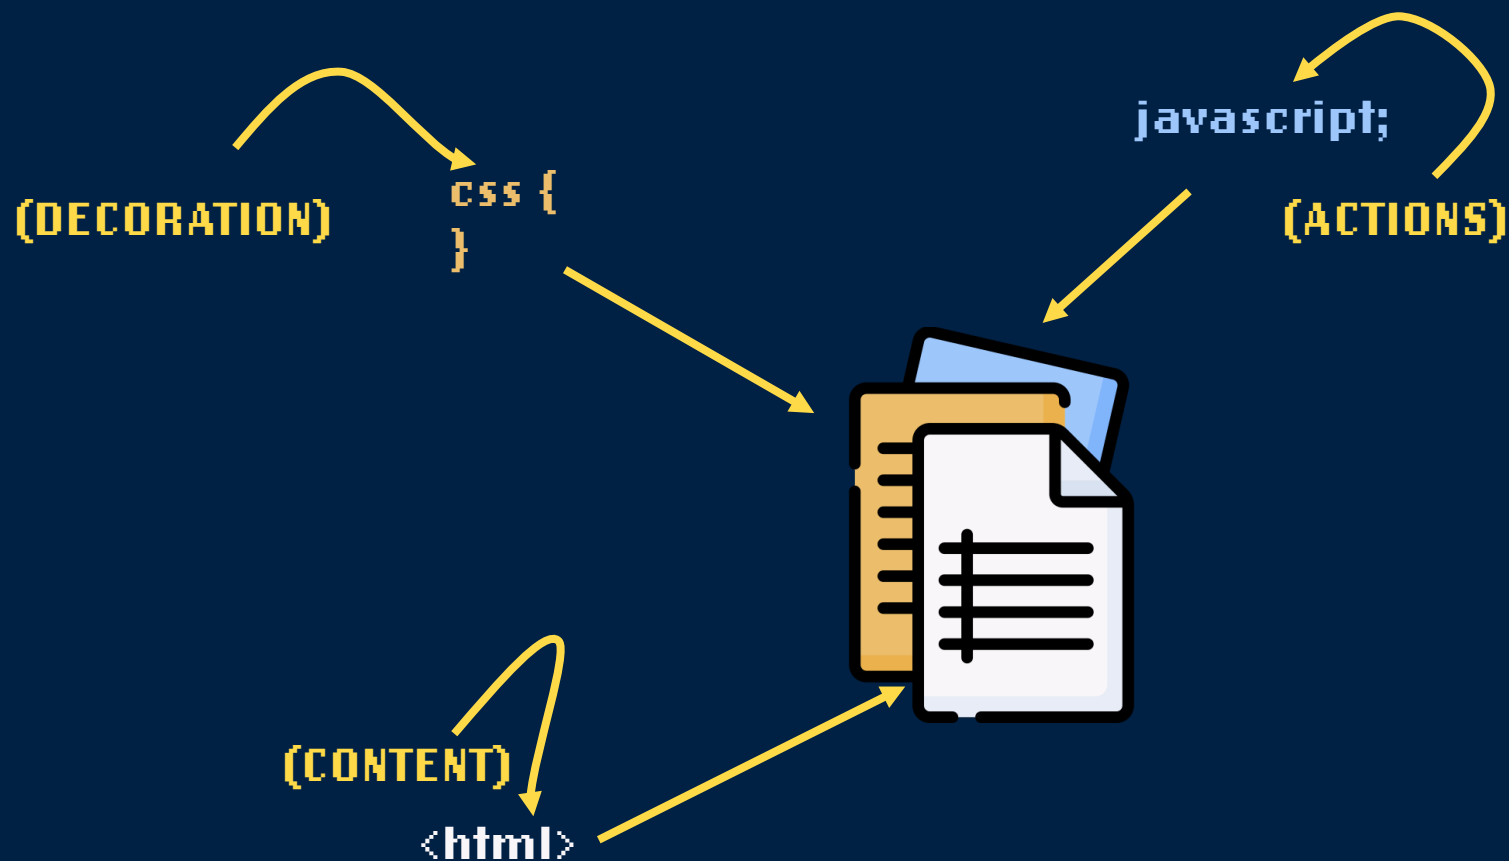 javascript;
(ACTIONS)
css {
}
(DECORATION)
(CONTENT)
<html>